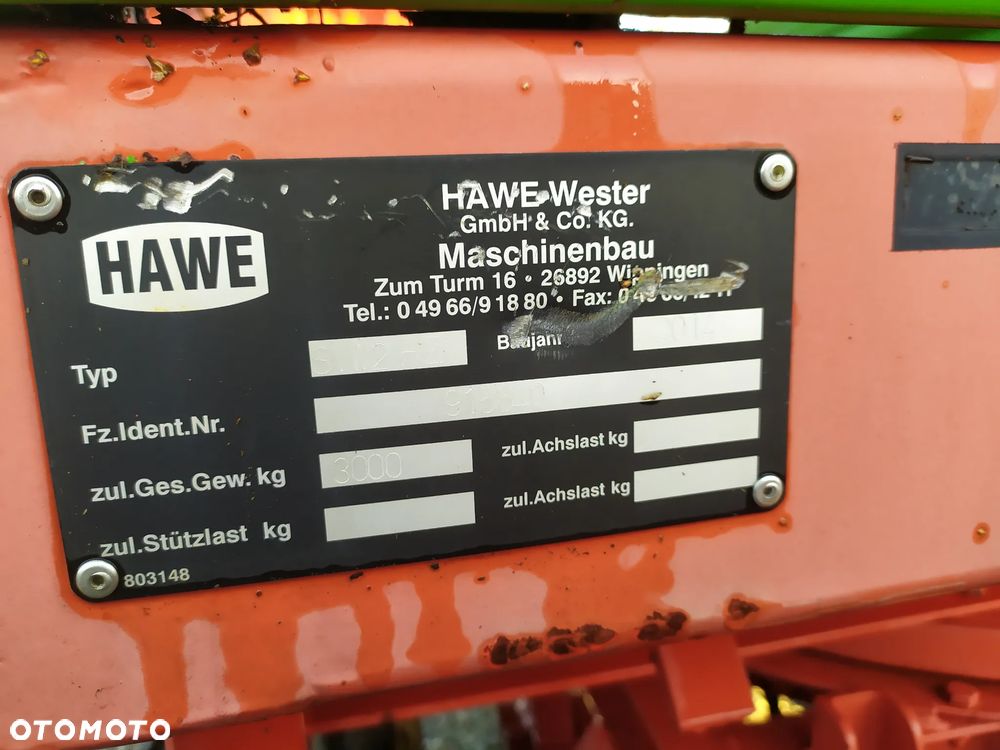 HAWE
HAWE-Wester
GmbH & Co. KG.
Maschinenbau
Zum Turm 16 • 26892 Wippingen
Tel.: 0 49 66/9 18 80 • Fax:
Typ
Baujahr
Fz.Ident.Nr.
zul.Ges.Gew. kg 3000 zul.Achslast kg
zul.Stützlast kg zul.Achslast kg
803148
OTOMOTO